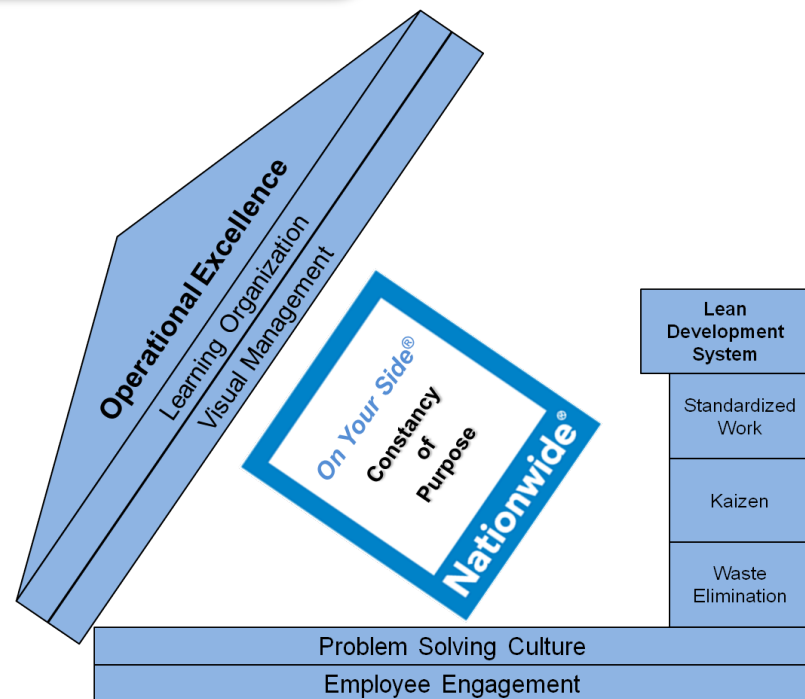 Operational Excellence
Learning Organization
Visual Management
On Your Side®
Constancy
of
Purpose
Nationwide®
Lean
Development
System
Standardized
Work
Kaizen
Waste
Elimination
Problem Solving Culture
Employee Engagement